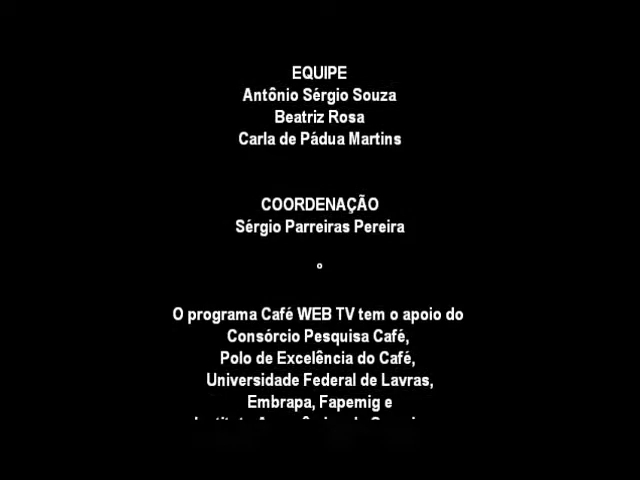 EQUIPE
Antônio Sérgio Souza
Beatriz Rosa
Carla de Pádua Martins
COORDENAÇÃO
Sérgio Parreiras Pereira
º
O programa Café WEB TV tem o apoio do
Consórcio Pesquisa Café,
Polo de Excelência do Café,
Universidade Federal de Lavras,
Embrapa, Fapemig e